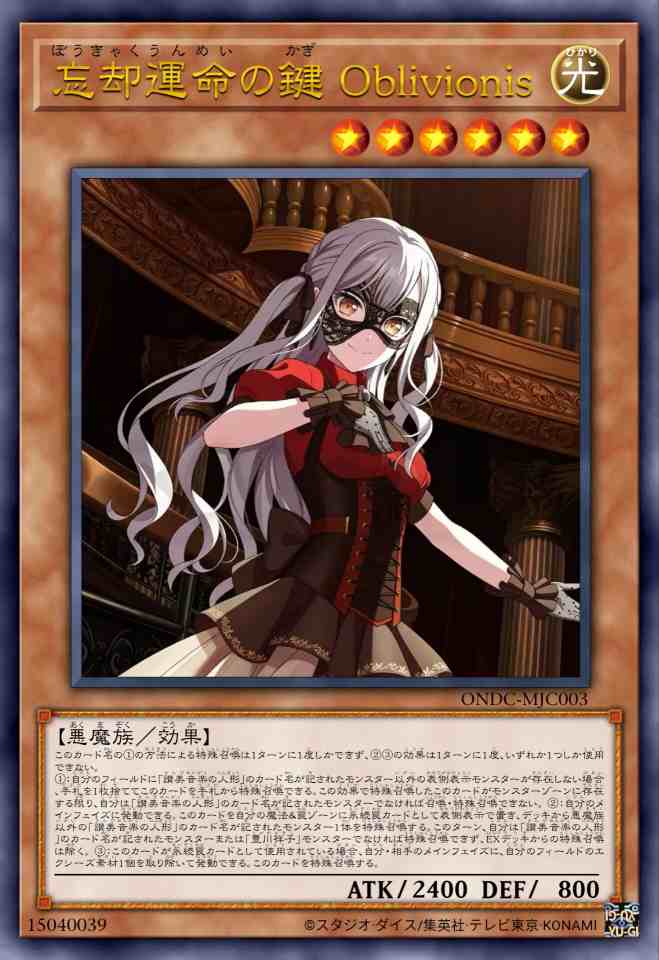 ぼうきゃくうんめい かぎ
忘却運命の鍵 Oblivionis
ひかり
光
ONDC-MJC003
あくまぞく こうか
【悪魔族／効果】
このカード名の①の方法による特殊召喚は1ターンに1度しかできず、②③の効果は1ターンに1度、いずれか1つしか使用
できない。
①：自分のフィールドに「讃美音楽の人形」のカード名が記されたモンスター以外の表側表示モンスターが存在しない場合
、手札を1枚捨ててこのカードを手札から特殊召喚できる。この効果で特殊召喚したこのカードがモンスターゾーンに存在
する限り、自分は「讃美音楽の人形」のカード名が記されたモンスターでなければ召喚・特殊召喚できない。②：自分のメ
インフェイズに発動できる。このカードを自分の魔法&罠ゾーンに永続罠カードとして表側表示で置き、デッキから悪魔族
以外の「讃美音楽の人形」のカード名が記されたモンスター1体を特殊召喚する。このターン、自分は「讃美音楽の人形」
のカード名が記されたモンスターまたは「豊川祥子」モンスターでなければ特殊召喚できず、EXデッキからの特殊召喚
は除く。③：このカードが永続罠カードとして使用されている場合、自分・相手のメインフェイズに、自分のフィールドのエ
クシーズ素材1個を取り除いて発動できる。このカードを特殊召喚する。
ATK/2400 DEF/ 800
15040039
©スタジオ・ダイス/集英社・テレビ東京・KONAMI